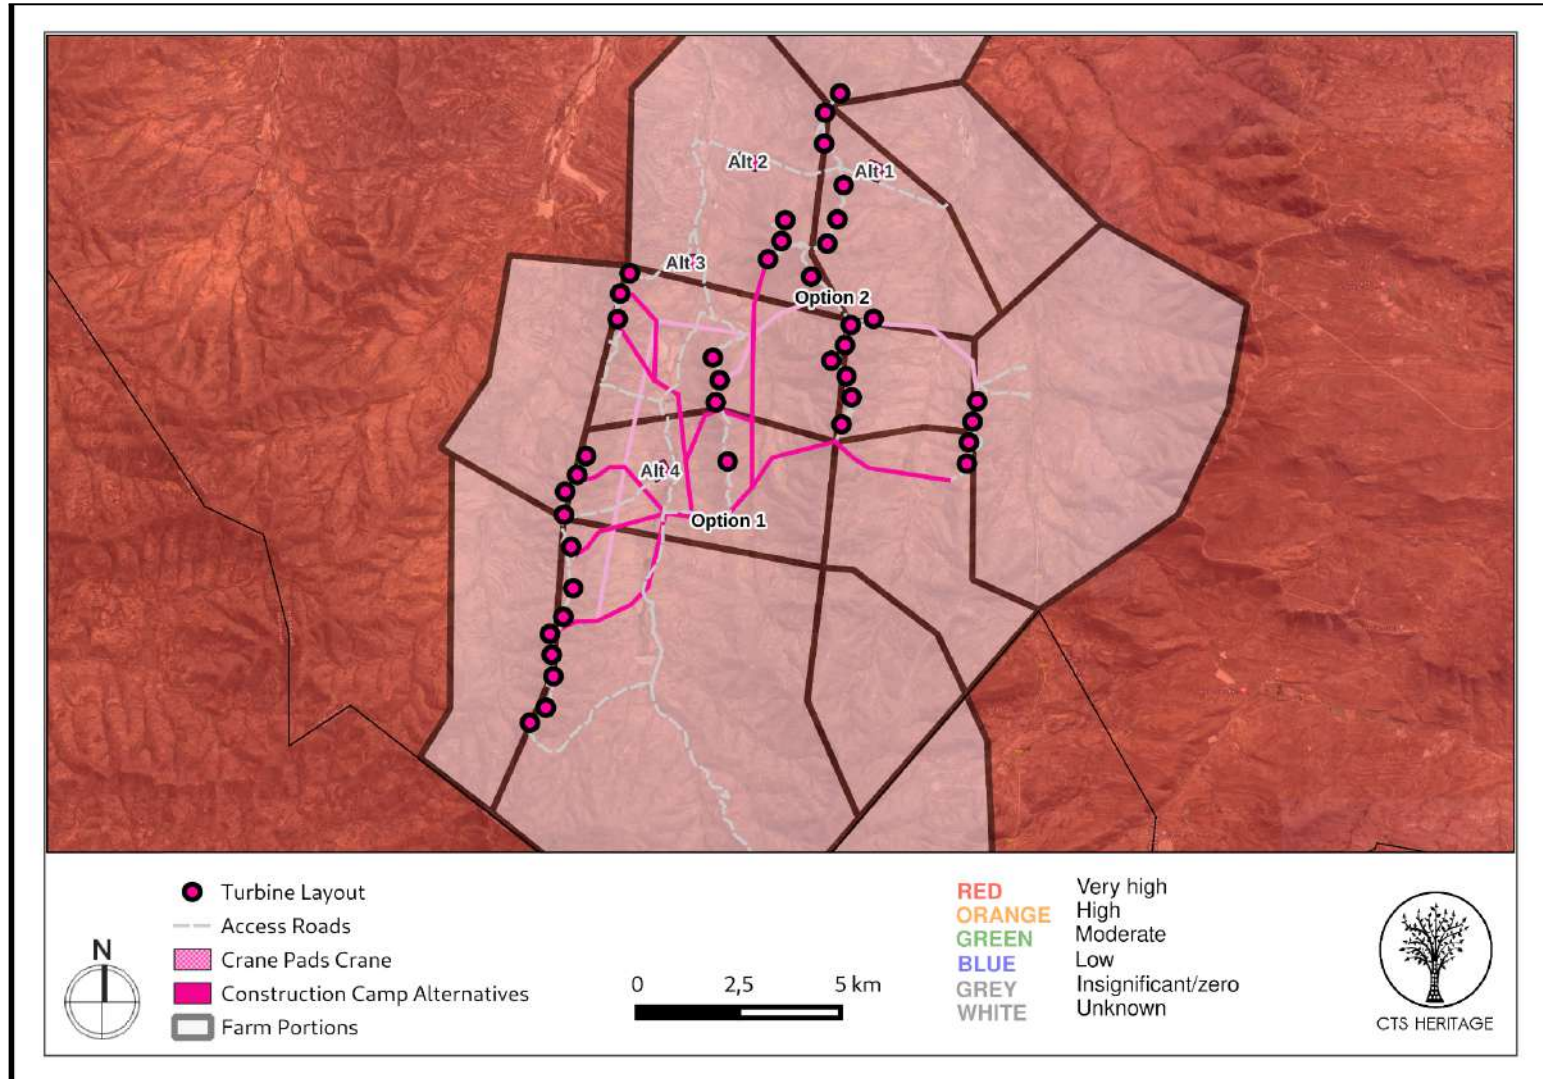 Alt 2
Alt 1
Alt 3
Option 2
Alt 4
Option 1
Turbine Layout
Access Roads
Crane Pads Crane
Construction Camp Alternatives
Farm Portions
N
0 2,5 5 km
RED Very high
ORANGE High
GREEN Moderate
BLUE Low
GREY Insignificant/zero
WHITE Unknown
CTS HERITAGE